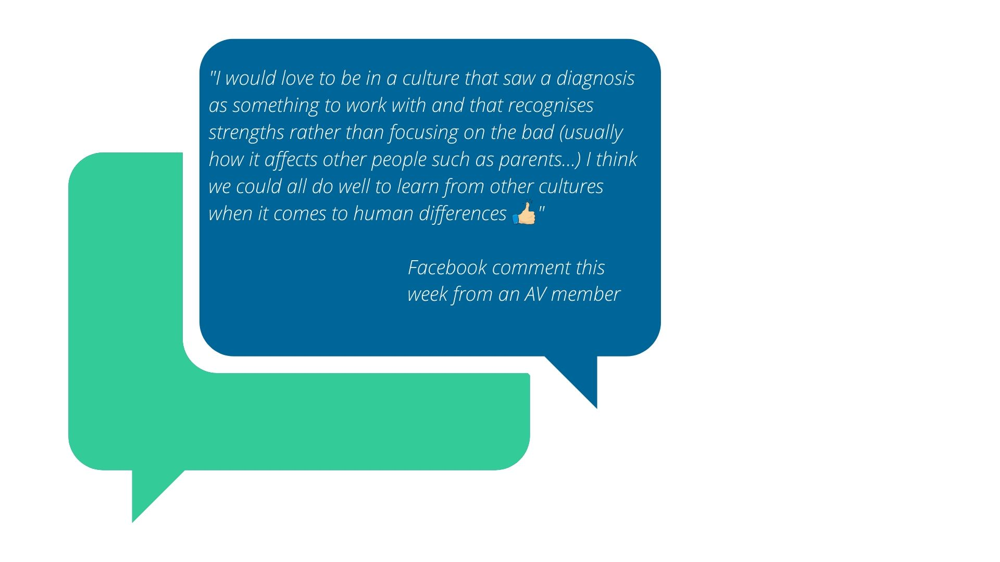 "I would love to be in a culture that saw a diagnosis
as something to work with and that recognises
strengths rather than focusing on the bad (usually
how it affects other people such as parents...) I think
we could all do well to learn from other cultures
when it comes to human differences 👍"
Facebook comment this
week from an AV member